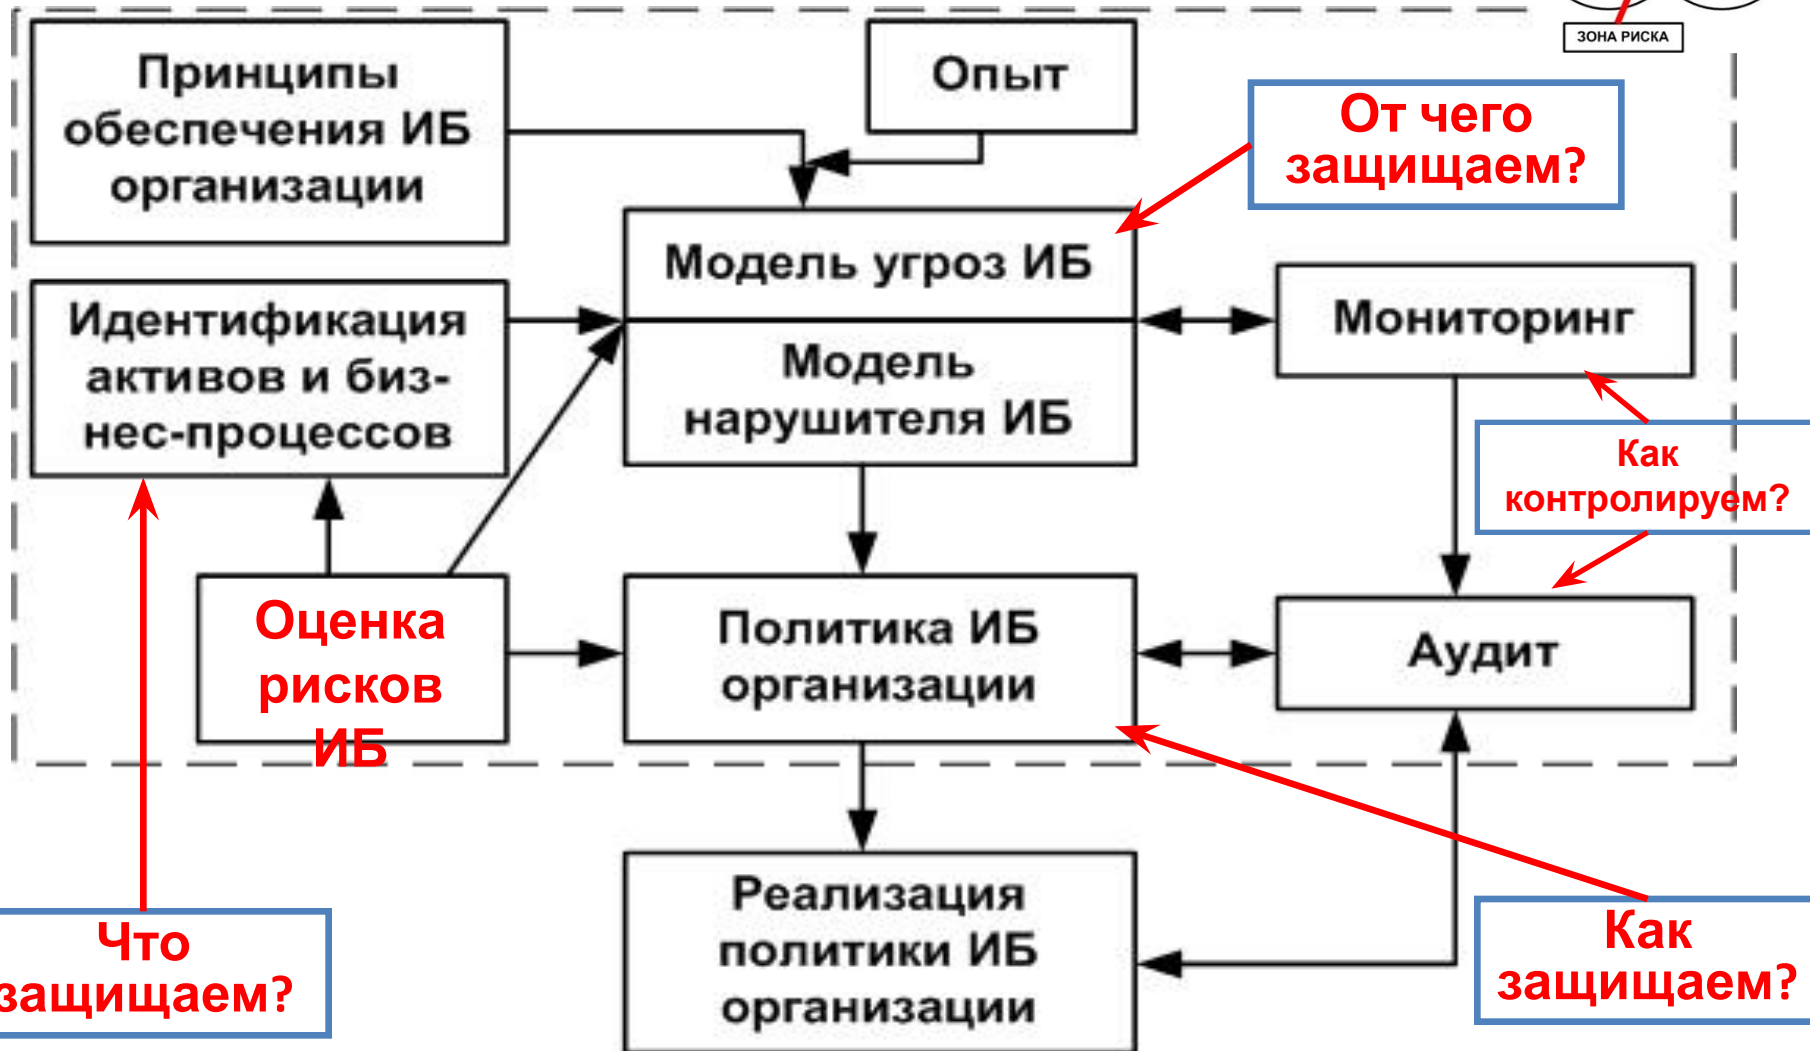 ЗОНА РИСКА
Принципы
обеспечения ИБ
организации
Опыт
От чего
защищаем?
Модель угроз ИБ
Модель
нарушителя ИБ
Идентификация
активов и биз-
нес-процессов
Мониторинг
Как
контролируем?
Оценка
рисков
ИБ
Политика ИБ
организации
Аудит
Реализация
политики ИБ
организации
Что
защищаем?
Как
защищаем?